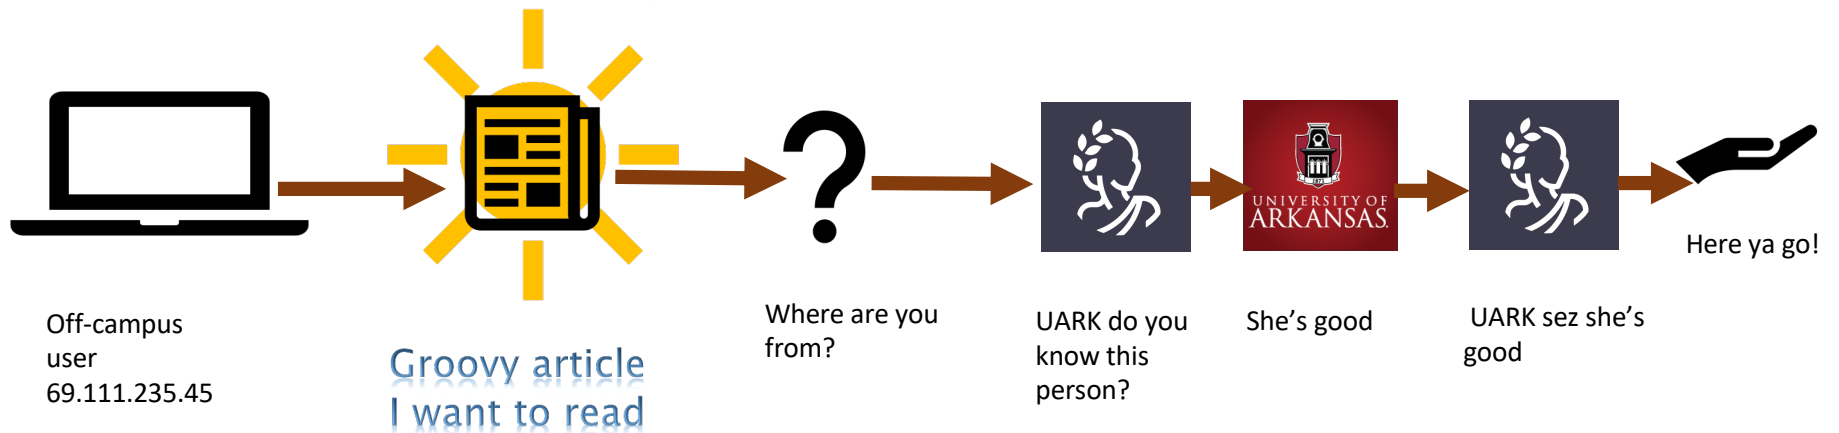 Off-campus
user
69.111.235.45
Groovy article
I want to read
Where are you
from?
UARK do you
know this
person?
UNIVERSITY OF
ARKANSAS.
She's good
UARK sez she's
good
Here ya go!